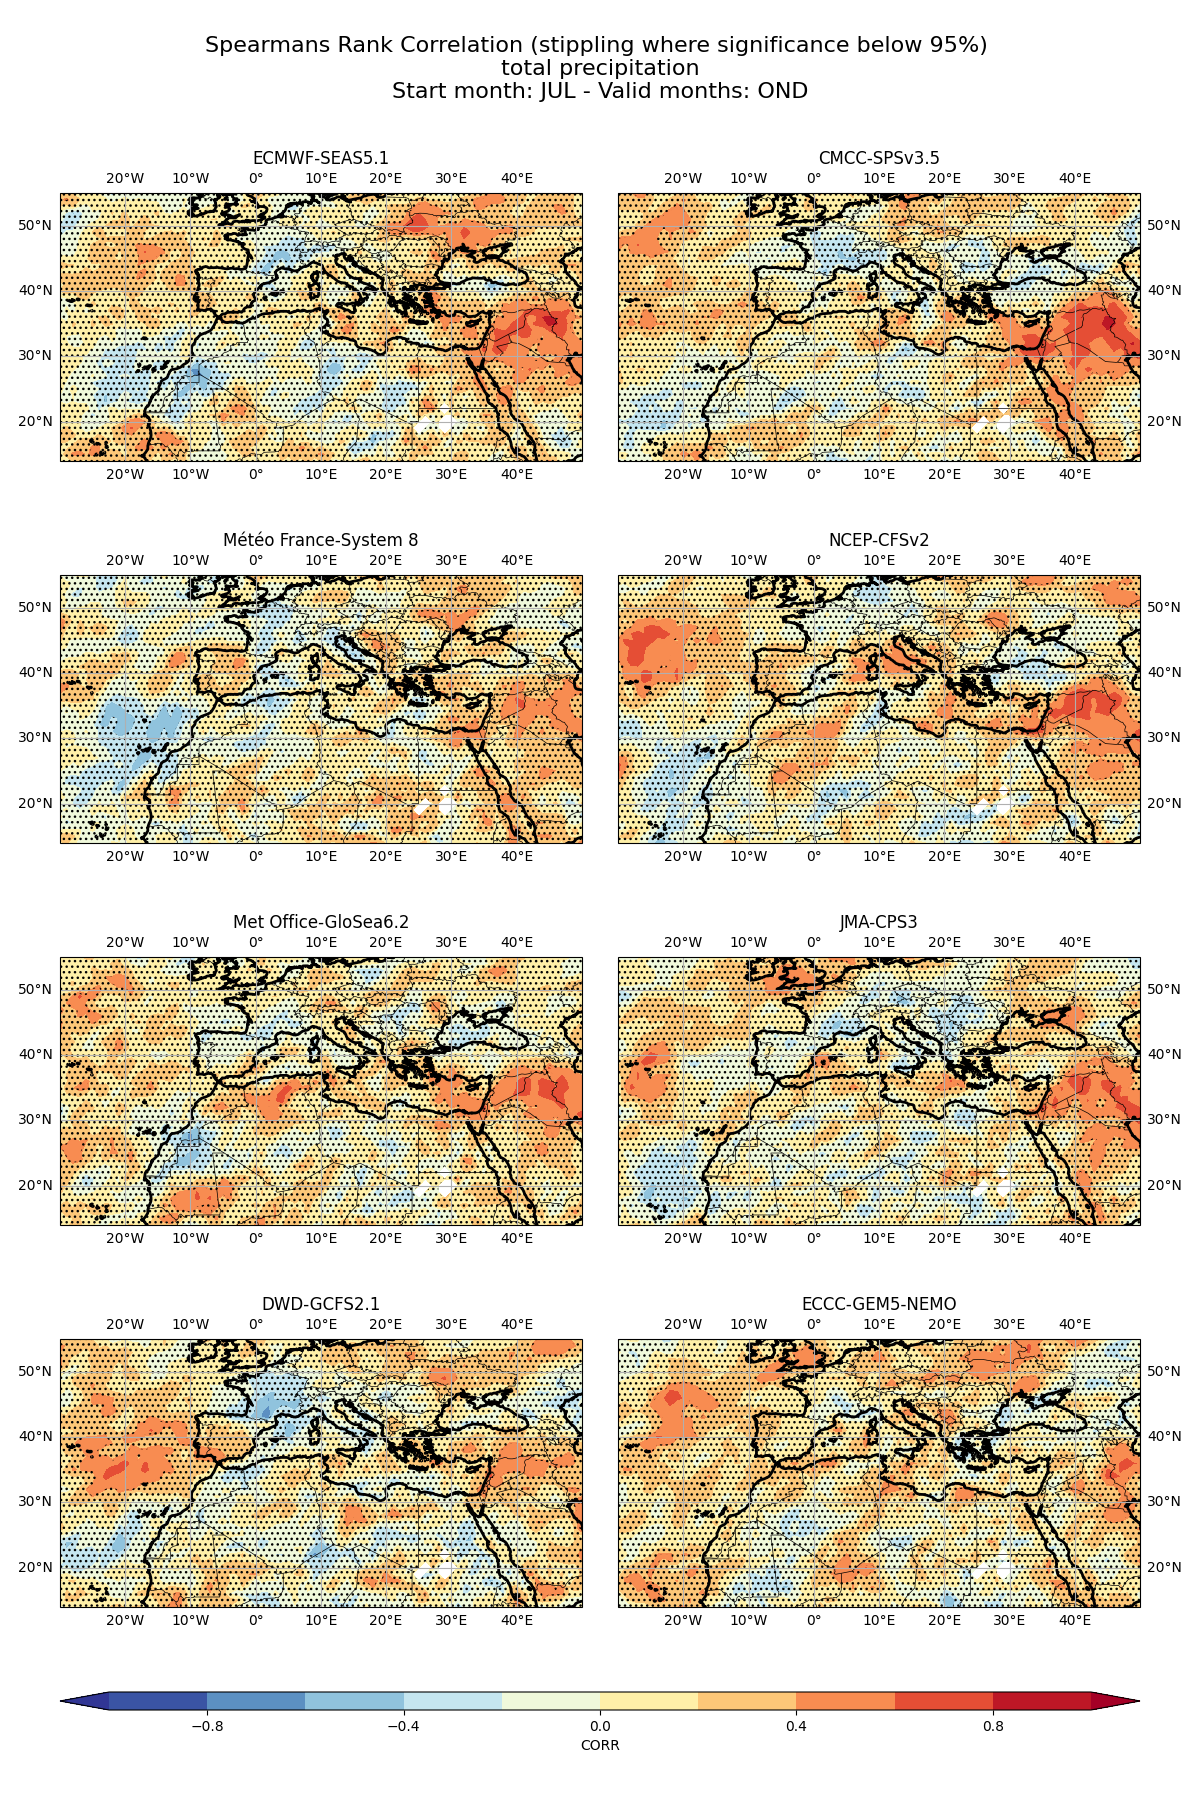 Spearmans Rank Correlation (stippling where significance below 95%)
total precipitation
Start month: JUL - Valid months: OND
ECMWF-SEAS5.1
20°W 10°W 0° 10°E 20°E 30°E 40°E
50°N
40°N
30°N
20°N
20°W 10°W 0° 10°E 20°E 30°E 40°E
CMCC-SPSv3.5
20°W 10°W 0° 10°E 20°E 30°E 40°E
50°N
40°N
30°N
20°N
20°W 10°W 0° 10°E 20°E 30°E 40°E
Météo France-System 8
20°W 10°W 0° 10°E 20°E 30°E 40°E
50°N
40°N
30°N
20°N
20°W 10°W 0° 10°E 20°E 30°E 40°E
NCEP-CFSv2
20°W 10°W 0° 10°E 20°E 30°E 40°E
50°N
40°N
30°N
20°N
20°W 10°W 0° 10°E 20°E 30°E 40°E
Met Office-GloSea6.2
20°W 10°W 0° 10°E 20°E 30°E 40°E
50°N
40°N
30°N
20°N
20°W 10°W 0° 10°E 20°E 30°E 40°E
JMA-CPS3
20°W 10°W 0° 10°E 20°E 30°E 40°E
50°N
40°N
30°N
20°N
20°W 10°W 0° 10°E 20°E 30°E 40°E
DWD-GCFS2.1
20°W 10°W 0° 10°E 20°E 30°E 40°E
50°N
40°N
30°N
20°N
20°W 10°W 0° 10°E 20°E 30°E 40°E
ECCC-GEM5-NEMO
20°W 10°W 0° 10°E 20°E 30°E 40°E
50°N
40°N
30°N
20°N
20°W 10°W 0° 10°E 20°E 30°E 40°E
−0.8 −0.4 0.0 0.4 0.8
CORR